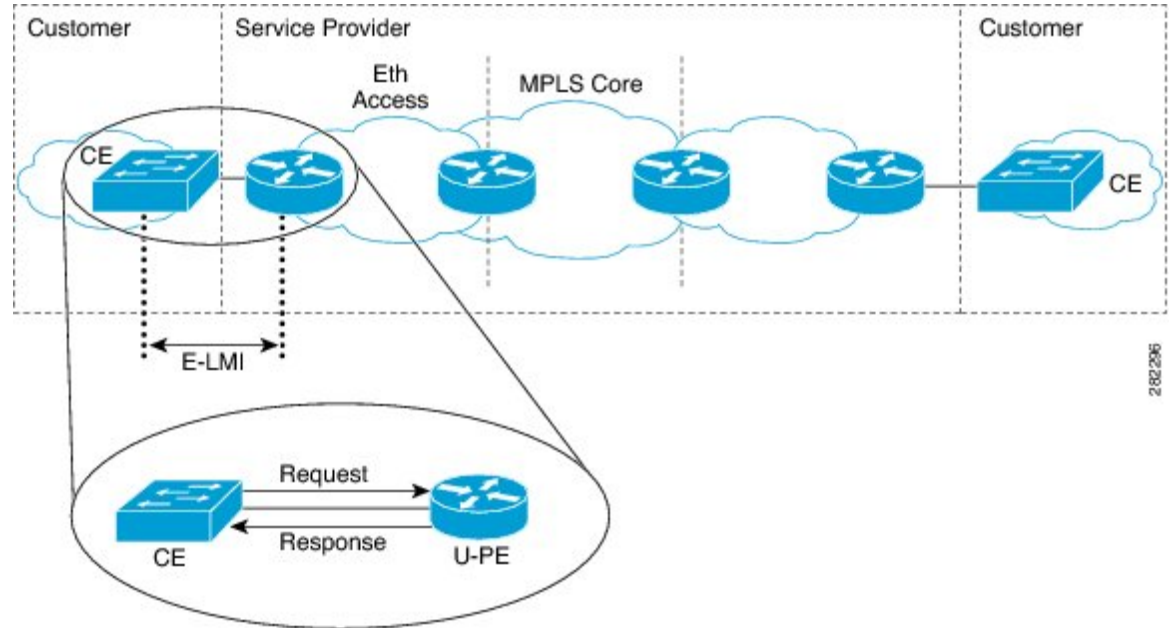 Customer
Service Provider
Customer
Eth
Access
MPLS Core
CE
CE
E-LMI
282296
Request
Response
CE
U-PE